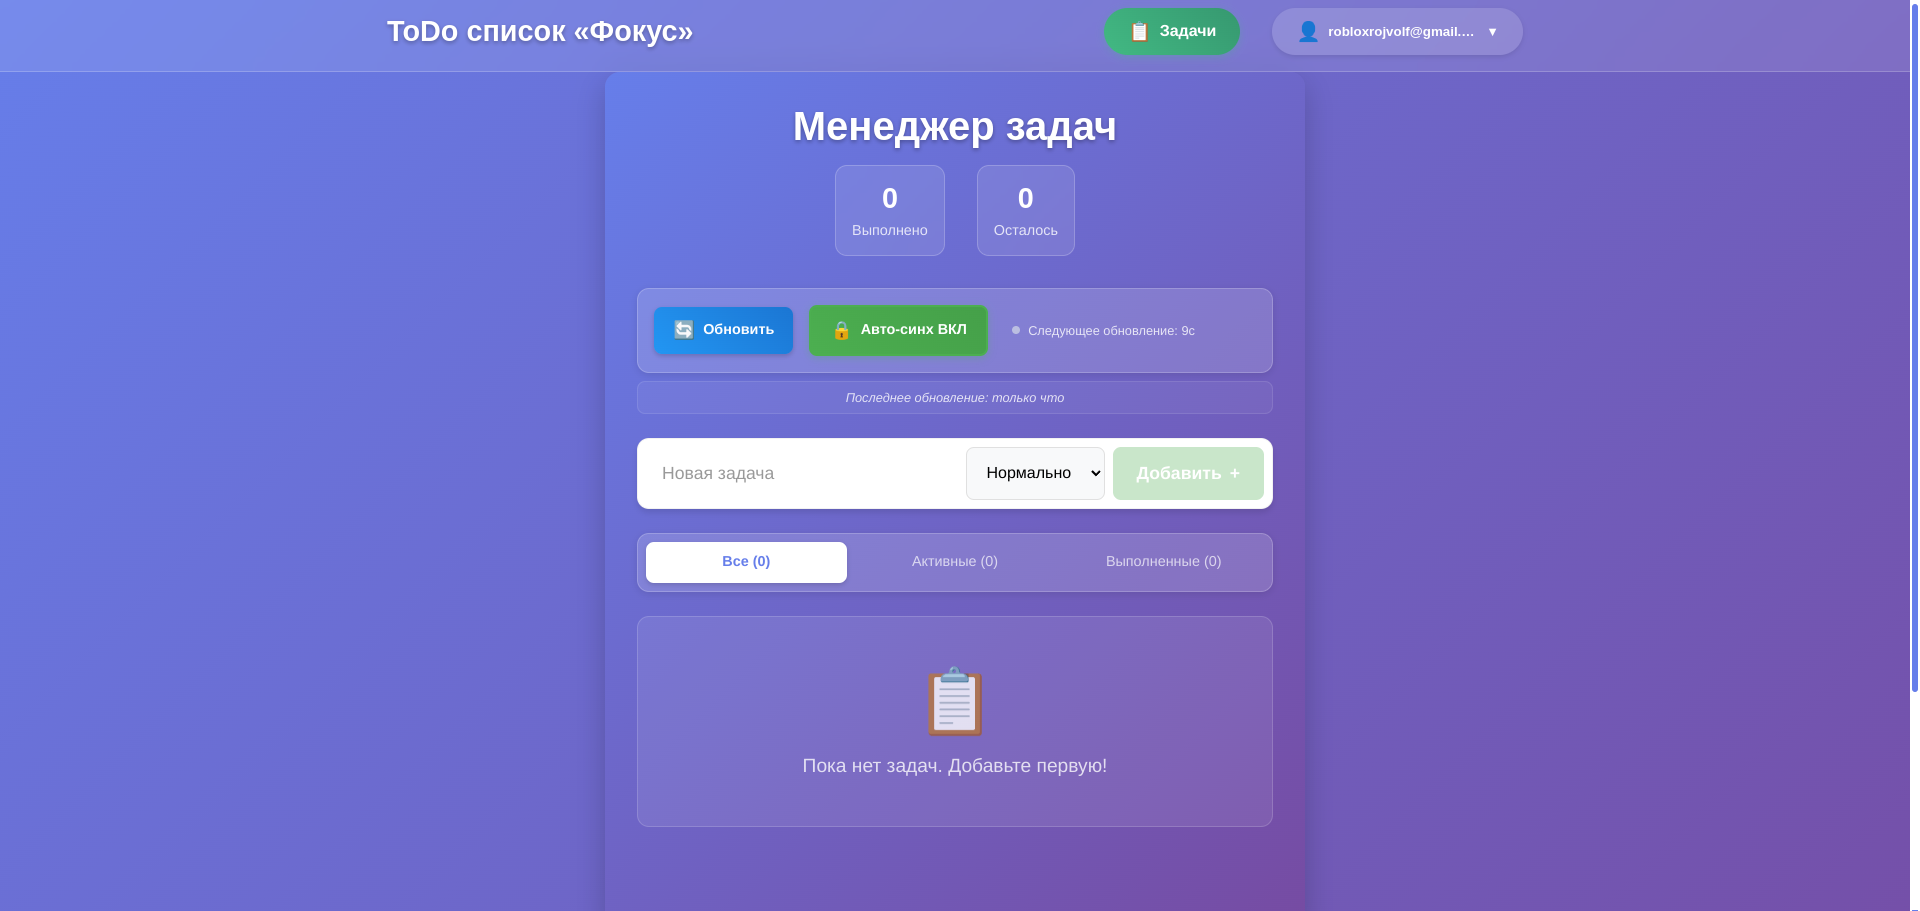 ToDo список «Фокус»
📋 Задачи
👤 robloxrojvolf@gmail.... ▼
Менеджер задач
0
Выполнено
0
Осталось
🔄 Обновить
🔒 Авто-синх ВКЛ
Следующее обновление: 9с
Последнее обновление: только что
Новая задача
Нормально
Добавить +
Все (0)
Активные (0)
Выполненные (0)
Пока нет задач. Добавьте первую!